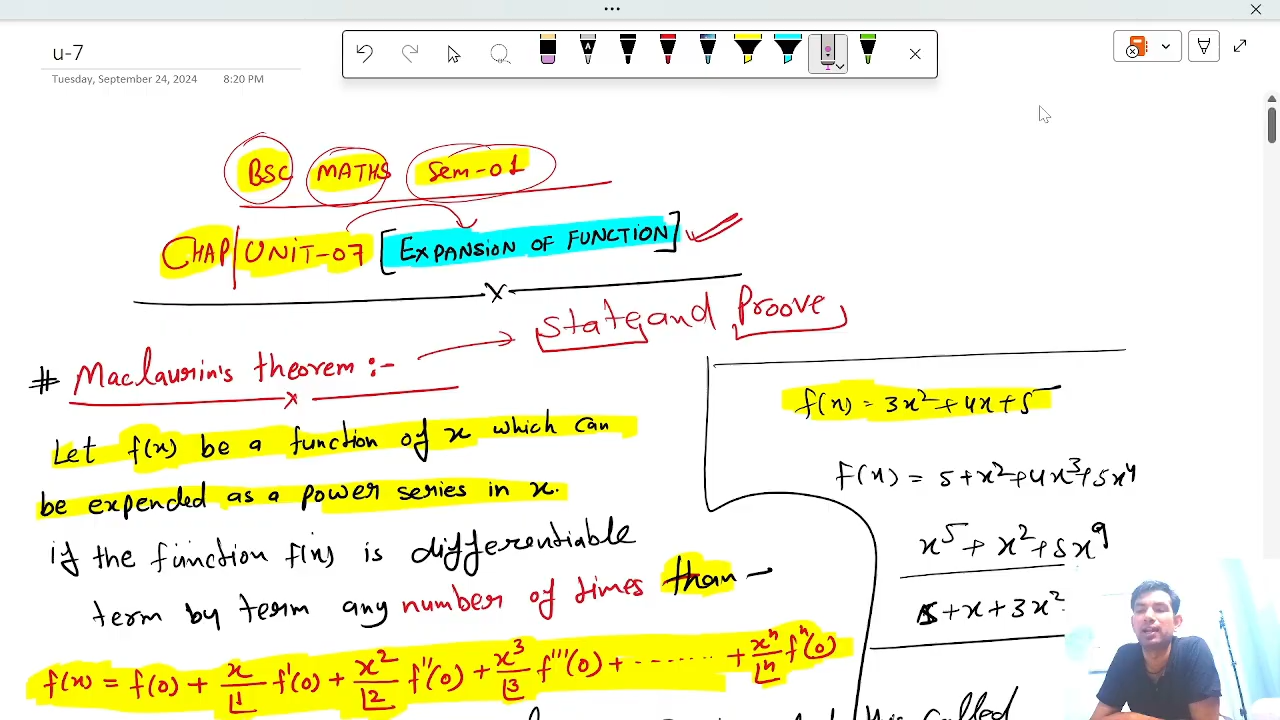 u-7
Tuesday, September 24, 2024 8:20 PM
BSC MATHS Sem-01
CHAP/UNIT-07 [EXPANSION OF FUNCTION]
# Maclaurin's theorem :- → State and Proove
Let f(x) be a function of x which can
be expended as a power series in x.
if the function f(x) is differentiable
term by term any number of times than -
f(x) = f(0) + x/⌊1 f'(0) + x²/⌊2 f''(0) + x³/⌊3 f'''(0) + ------- + xⁿ/⌊n fⁿ(0)
f(x) = 3x² + 4x + 5
f(x) = 5 + x² + 4x³ + 5x⁴
x⁵ + x² + 5x⁹
5 + x + 3x²
is called